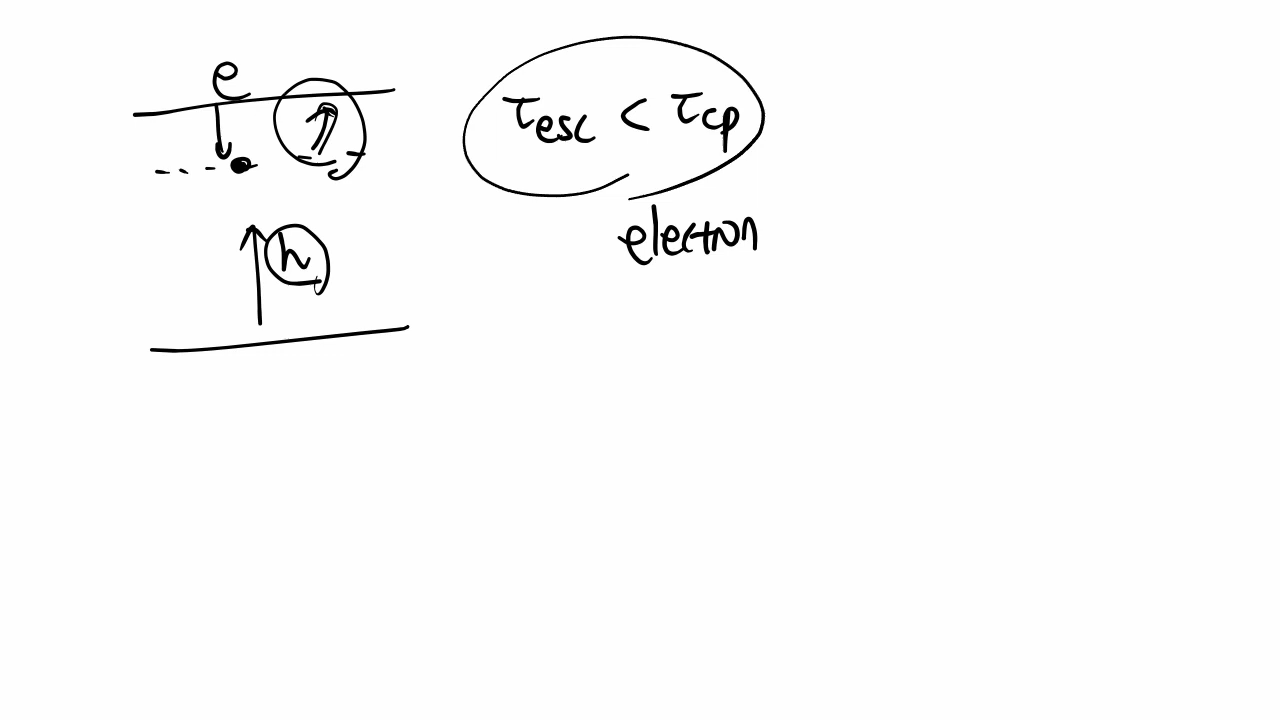 e
τesc < τcp
electron
h